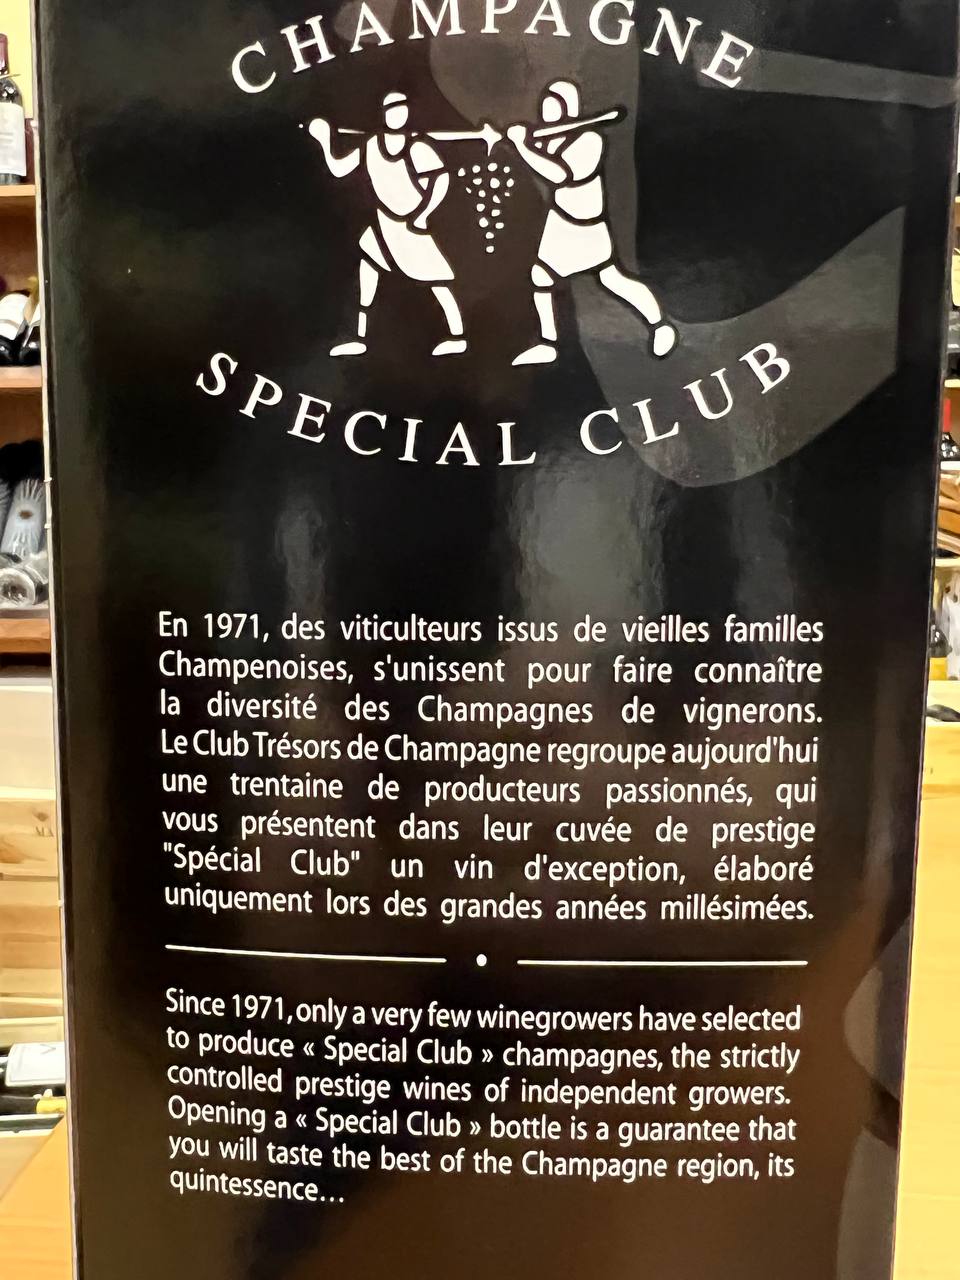 CHAMPAGNE
SPECIAL CLUB
En 1971, des viticulteurs issus de vieilles familles
Champenoises, s'unissent pour faire connaître
la diversité des Champagnes de vignerons.
Le Club Trésors de Champagne regroupe aujourd'hui
une trentaine de producteurs passionnés, qui
vous présentent dans leur cuvée de prestige
"Spécial Club" un vin d'exception, élaboré
uniquement lors des grandes années millésimées.
Since 1971, only a very few winegrowers have selected
to produce « Special Club » champagnes, the strictly
controlled prestige wines of independent growers.
Opening a « Special Club » bottle is a guarantee that
you will taste the best of the Champagne region, its
quintessence...